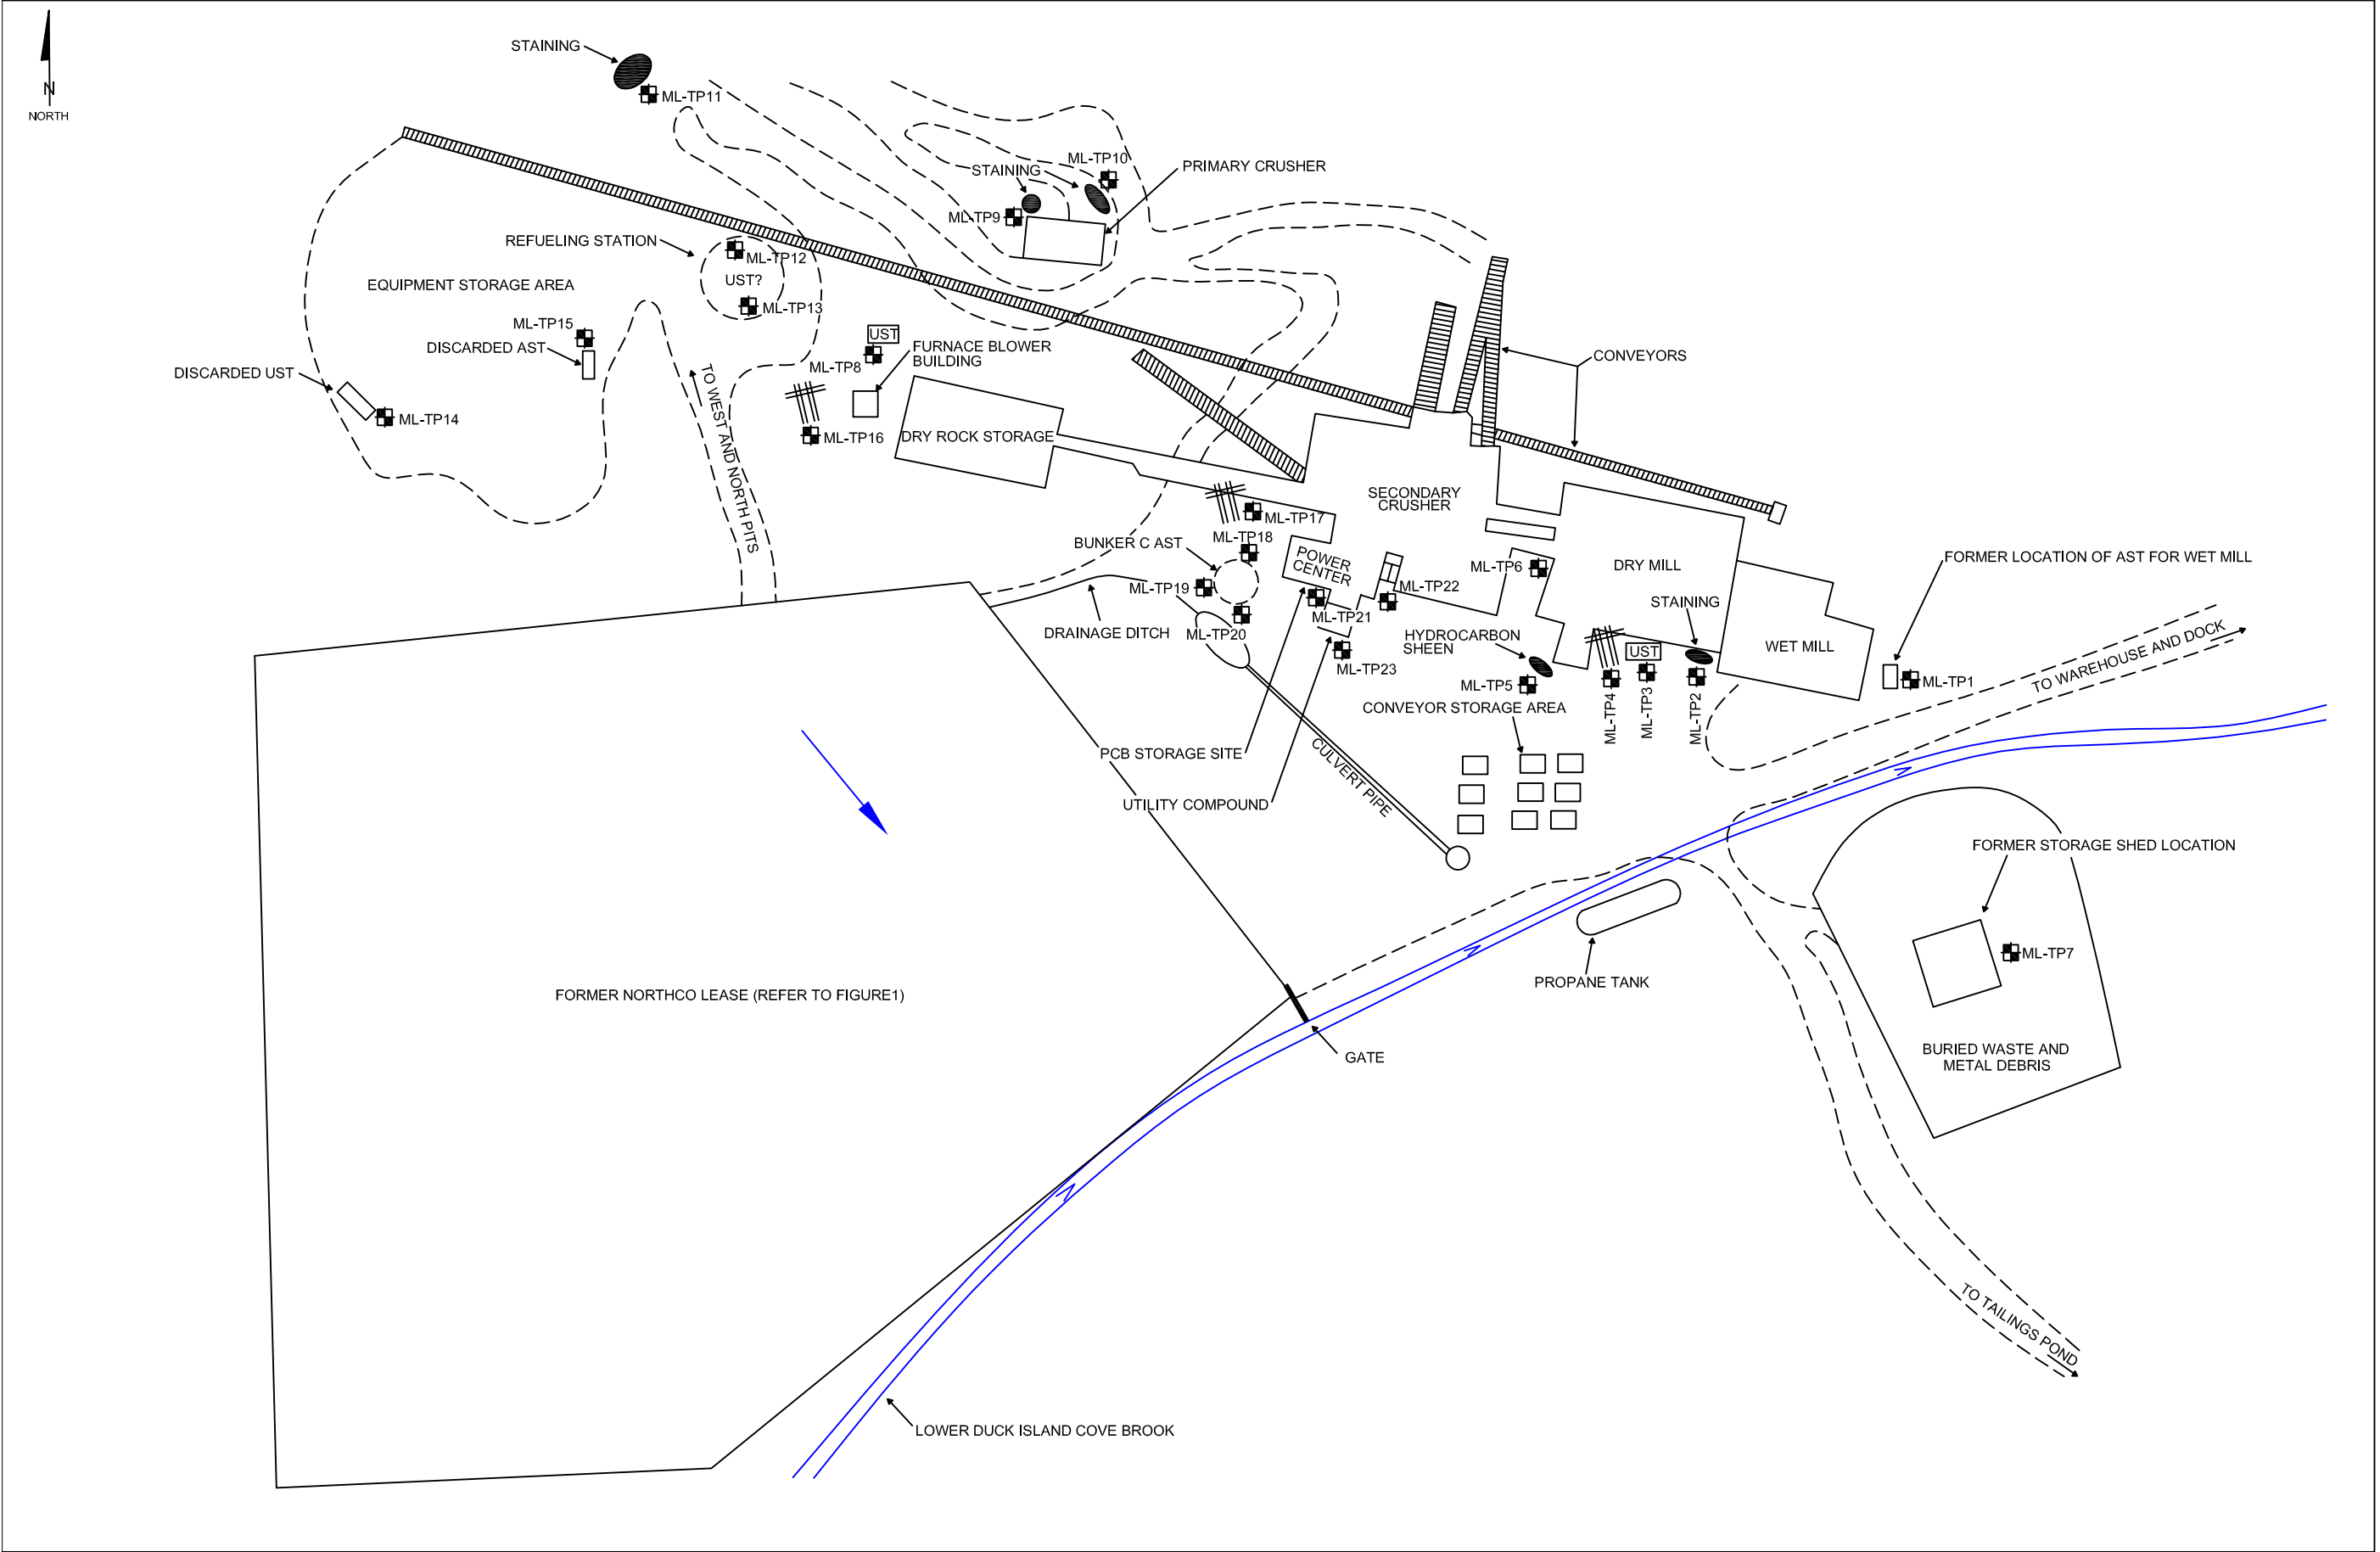 STAINING
N
NORTH
ML-TP11
ML-TP10
STAINING
PRIMARY CRUSHER
ML-TP9
REFUELING STATION
ML-TP12
UST?
EQUIPMENT STORAGE AREA
ML-TP13
ML-TP15
UST
DISCARDED AST
FURNACE BLOWER
BUILDING
CONVEYORS
ML-TP8
DISCARDED UST
ML-TP14
TO WEST AND NORTH PITS
ML-TP16
DRY ROCK STORAGE
SECONDARY
CRUSHER
ML-TP17
ML-TP18
BUNKER C AST
POWER
CENTER
ML-TP6
DRY MILL
FORMER LOCATION OF AST FOR WET MILL
ML-TP19
ML-TP22
STAINING
ML-TP21
DRAINAGE DITCH
ML-TP20
HYDROCARBON
SHEEN
UST
WET MILL
TO WAREHOUSE AND DOCK
ML-TP23
ML-TP5
ML-TP1
ML-TP4
ML-TP3
ML-TP2
CONVEYOR STORAGE AREA
PCB STORAGE SITE
CULVERT PIPE
UTILITY COMPOUND
FORMER STORAGE SHED LOCATION
ML-TP7
PROPANE TANK
FORMER NORTHCO LEASE (REFER TO FIGURE1)
GATE
BURIED WASTE AND
METAL DEBRIS
TO TAILINGS POND
LOWER DUCK ISLAND COVE BROOK